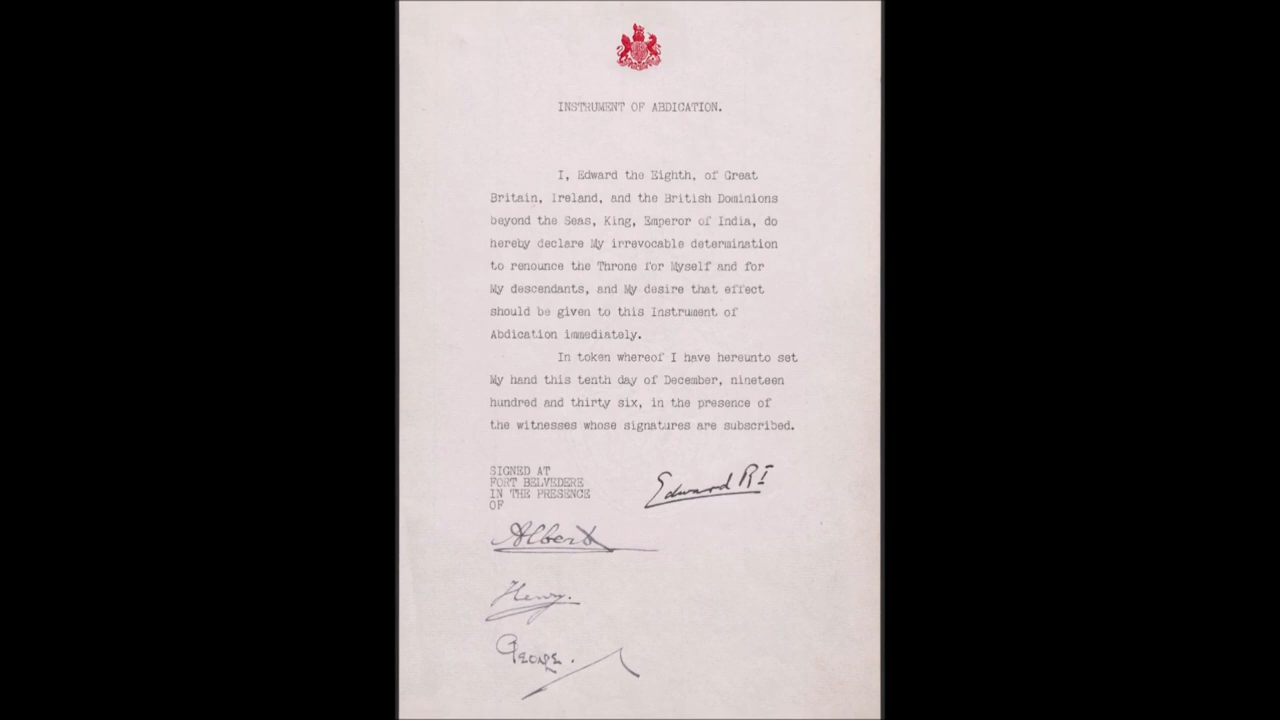 INSTRUMENT OF ABDICATION.
I, Edward the Eighth, of Great
Britain, Ireland, and the British Dominions
beyond the Seas, King, Emperor of India, do
hereby declare My irrevocable determination
to renounce the Throne for Myself and for
My descendants, and My desire that effect
should be given to this Instrument of
Abdication immediately.
In token whereof I have hereunto set
My hand this tenth day of December, nineteen
hundred and thirty six, in the presence of
the witnesses whose signatures are subscribed.
SIGNED AT
FORT BELVEDERE
IN THE PRESENCE
OF
Edward RI
Albert
Henry.
George.